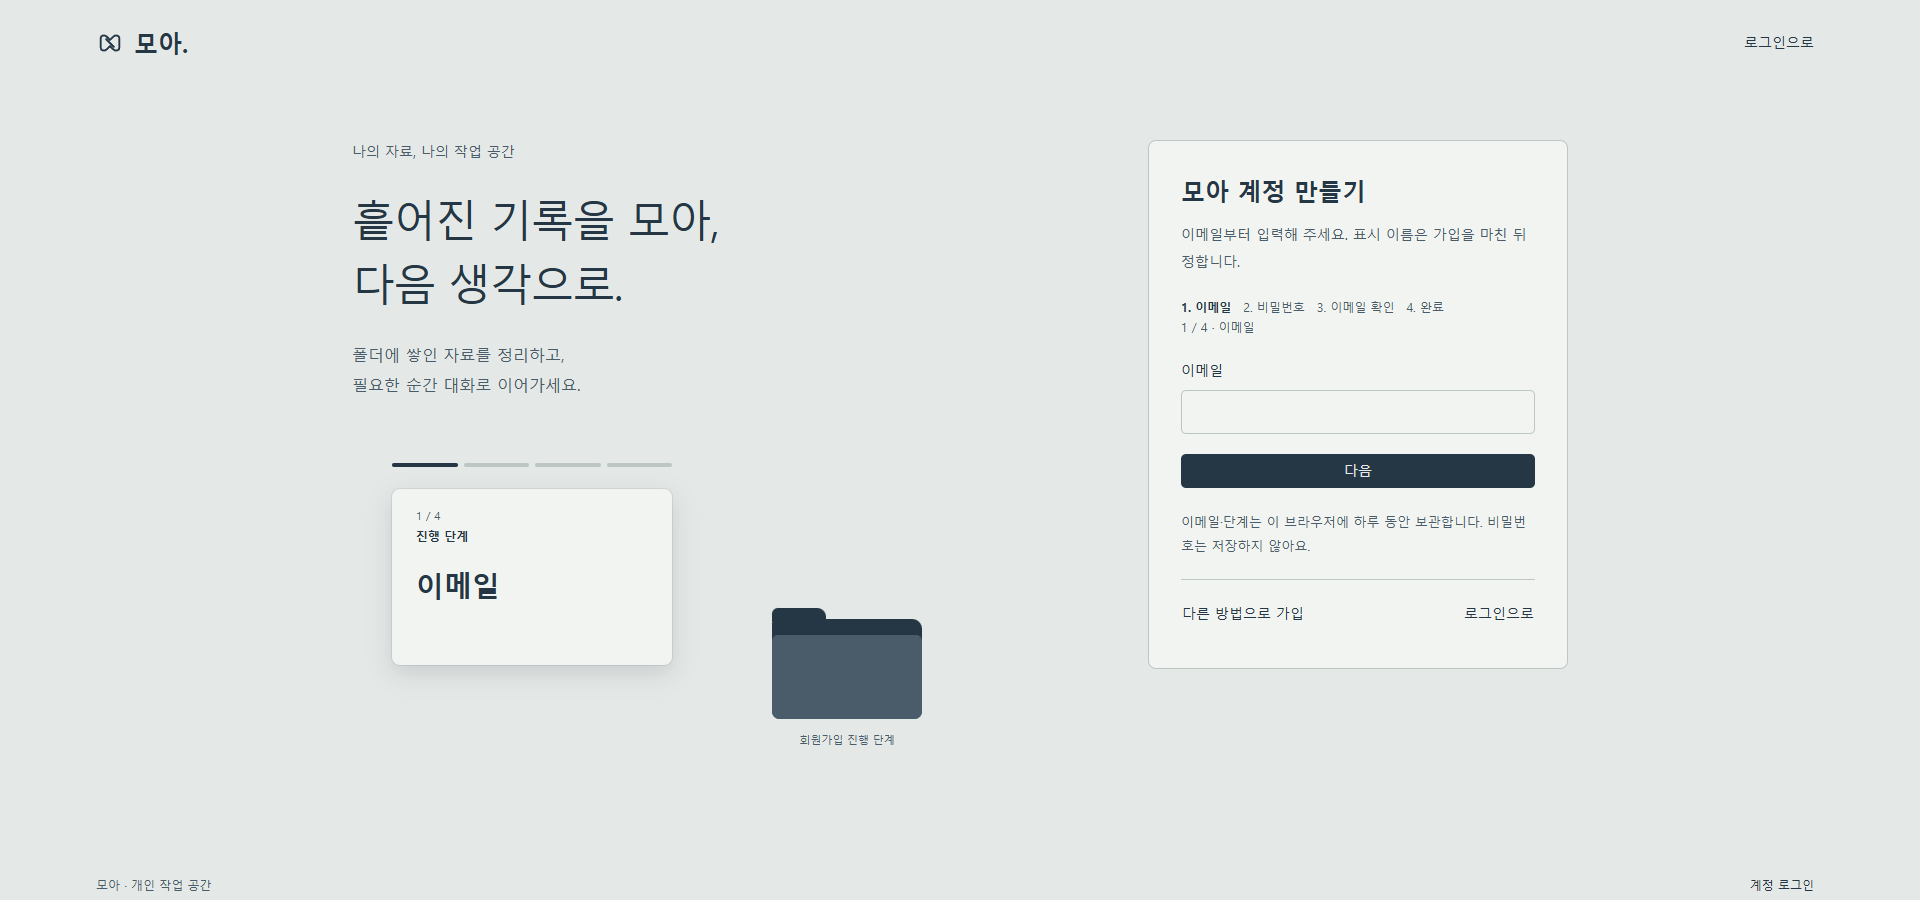 모아.
로그인으로
나의 자료, 나의 작업 공간
흩어진 기록을 모아,
다음 생각으로.
폴더에 쌓인 자료를 정리하고,
필요한 순간 대화로 이어가세요.
1 / 4
진행 단계
이메일
회원가입 진행 단계
모아 계정 만들기
이메일부터 입력해 주세요. 표시 이름은 가입을 마친 뒤
정합니다.
1. 이메일 2. 비밀번호 3. 이메일 확인 4. 완료
1 / 4 · 이메일
이메일
다음
이메일·단계는 이 브라우저에 하루 동안 보관합니다. 비밀번
호는 저장하지 않아요.
다른 방법으로 가입 로그인으로
모아 · 개인 작업 공간
계정 로그인